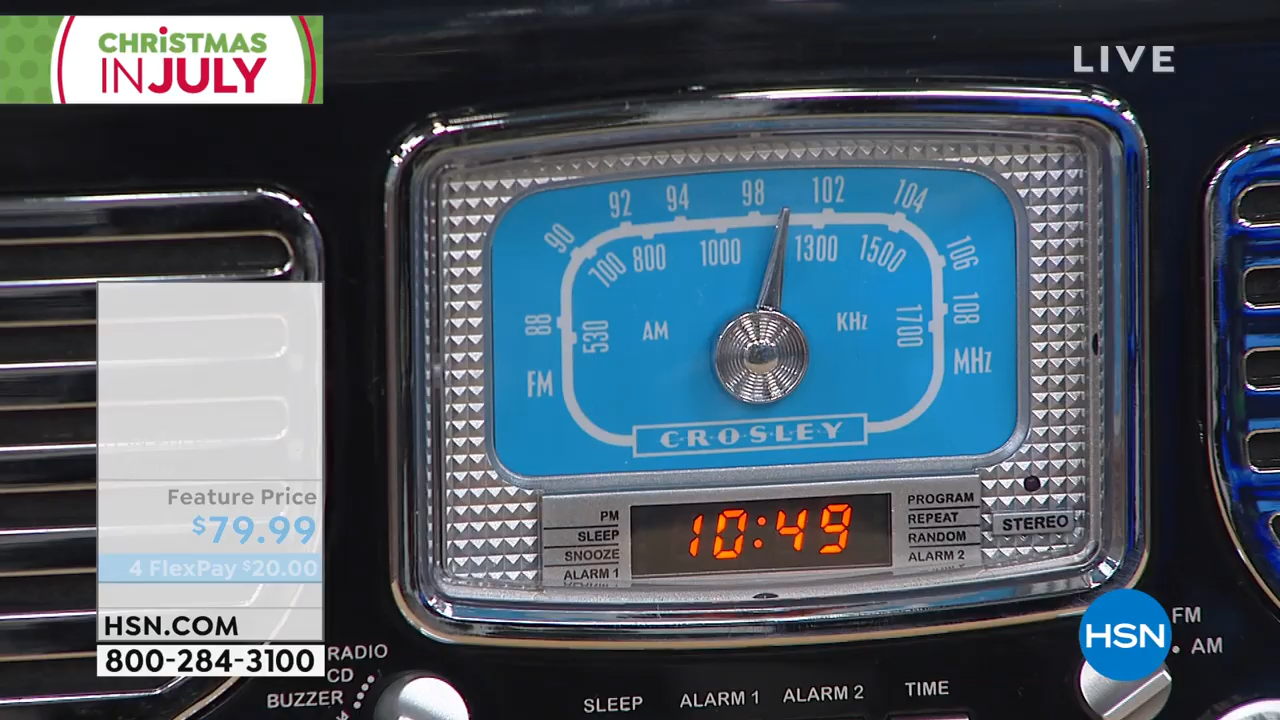 CHRiSTMAS
IN JULY
LIVE
92 94 98 102 104
90 106
700 800 1000 1300 1500
88 108
530 AM KHz 1700
FM MHz
CROSLEY
PM
SLEEP
SNOOZE
ALARM 1
10:49
PROGRAM
REPEAT
RANDOM
ALARM 2
STEREO
Feature Price
$79.99
4 FlexPay $20.00
HSN.COM
800-284-3100
HSN
RADIO
CD
BUZZER
SLEEP ALARM 1 ALARM 2 TIME
FM
AM